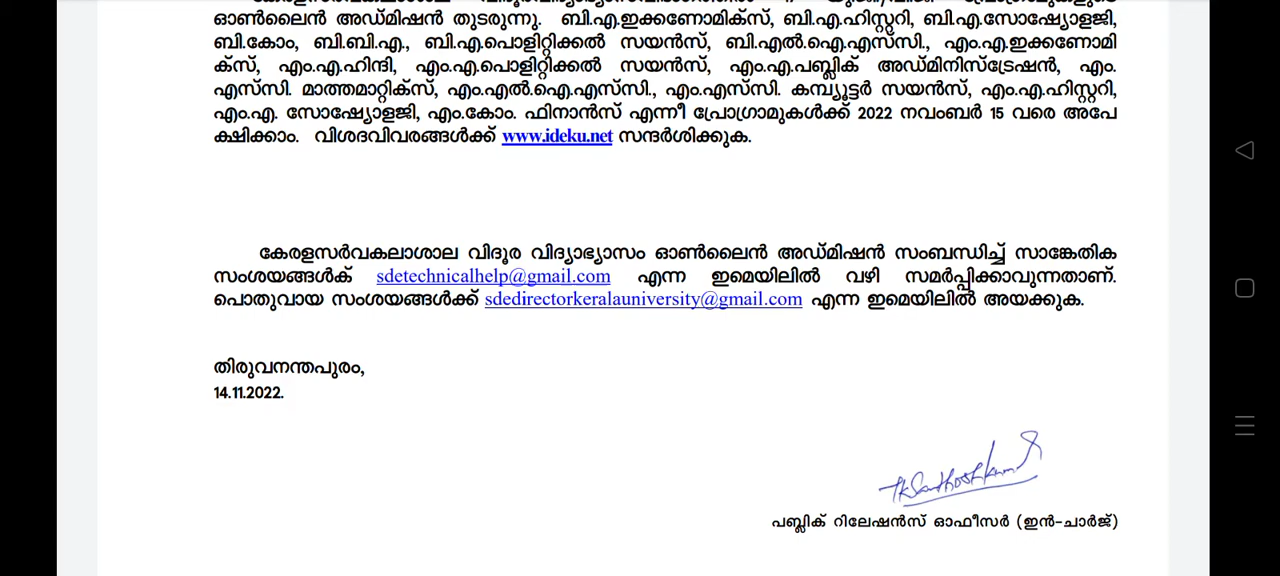 ഓൺലൈൻ അഡ്മിഷൻ തുടരുന്നു. ബി.എ.ഇക്കണോമിക്സ്, ബി.എ.ഹിസ്റ്ററി, ബി.എ.സോഷ്യോളജി,
ബി.കോം, ബി.ബി.എ., ബി.എ.പൊളിറ്റിക്കൽ സയൻസ്, ബി.എൽ.ഐ.എസ്‌സി., എം.എ.ഇക്കണോമി
ക്സ്, എം.എ.ഹിന്ദി, എം.എ.പൊളിറ്റിക്കൽ സയൻസ്, എം.എ.പബ്ലിക് അഡ്മിനിസ്ട്രേഷൻ, എം.
എസ്‌സി. മാത്തമാറ്റിക്സ്, എം.എൽ.ഐ.എസ്‌സി., എം.എസ്‌സി. കമ്പ്യൂട്ടർ സയൻസ്, എം.എ.ഹിസ്റ്ററി,
എം.എ. സോഷ്യോളജി, എം.കോം. ഫിനാൻസ് എന്നീ പ്രോഗ്രാമുകൾക്ക് 2022 നവംബർ 15 വരെ അപേ
ക്ഷിക്കാം. വിശദവിവരങ്ങൾക്ക് www.ideku.net സന്ദർശിക്കുക.
കേരളസർവകലാശാല വിദൂര വിദ്യാഭ്യാസം ഓൺലൈൻ അഡ്മിഷൻ സംബന്ധിച്ച് സാങ്കേതിക
സംശയങ്ങൾക് sdetechnicalhelp@gmail.com എന്ന ഇമെയിലിൽ വഴി സമർപ്പിക്കാവുന്നതാണ്.
പൊതുവായ സംശയങ്ങൾക്ക് sdedirectorkeralauniversity@gmail.com എന്ന ഇമെയിലിൽ അയക്കുക.
തിരുവനന്തപുരം,
14.11.2022.
പബ്ലിക് റിലേഷൻസ് ഓഫീസർ (ഇൻ-ചാർജ്)